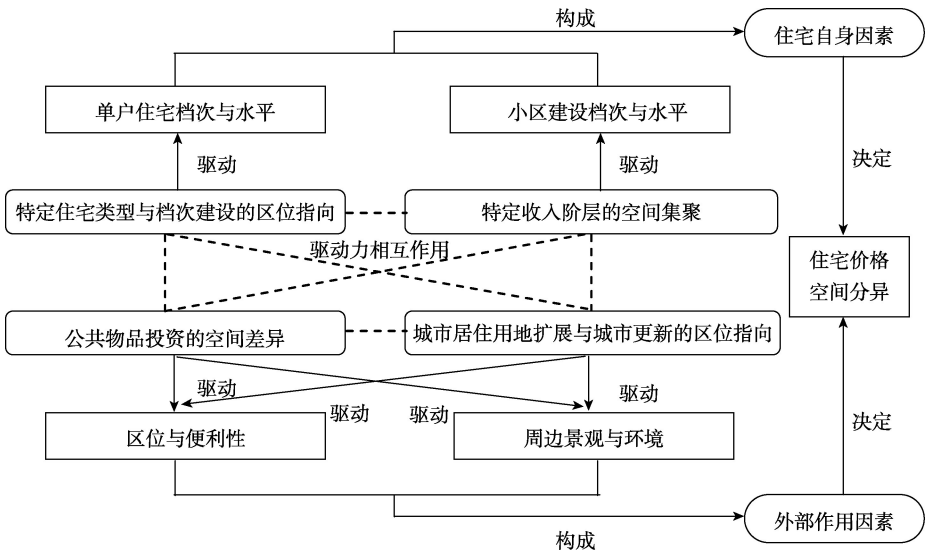 构成
住宅自身因素
单户住宅档次与水平
小区建设档次与水平
驱动
驱动
决定
特定住宅类型与档次建设的区位指向
特定收入阶层的空间集聚
驱动力相互作用
住宅价格
空间分异
公共物品投资的空间差异
城市居住用地扩展与城市更新的区位指向
驱动
驱动
驱动
驱动
决定
区位与便利性
周边景观与环境
外部作用因素
构成